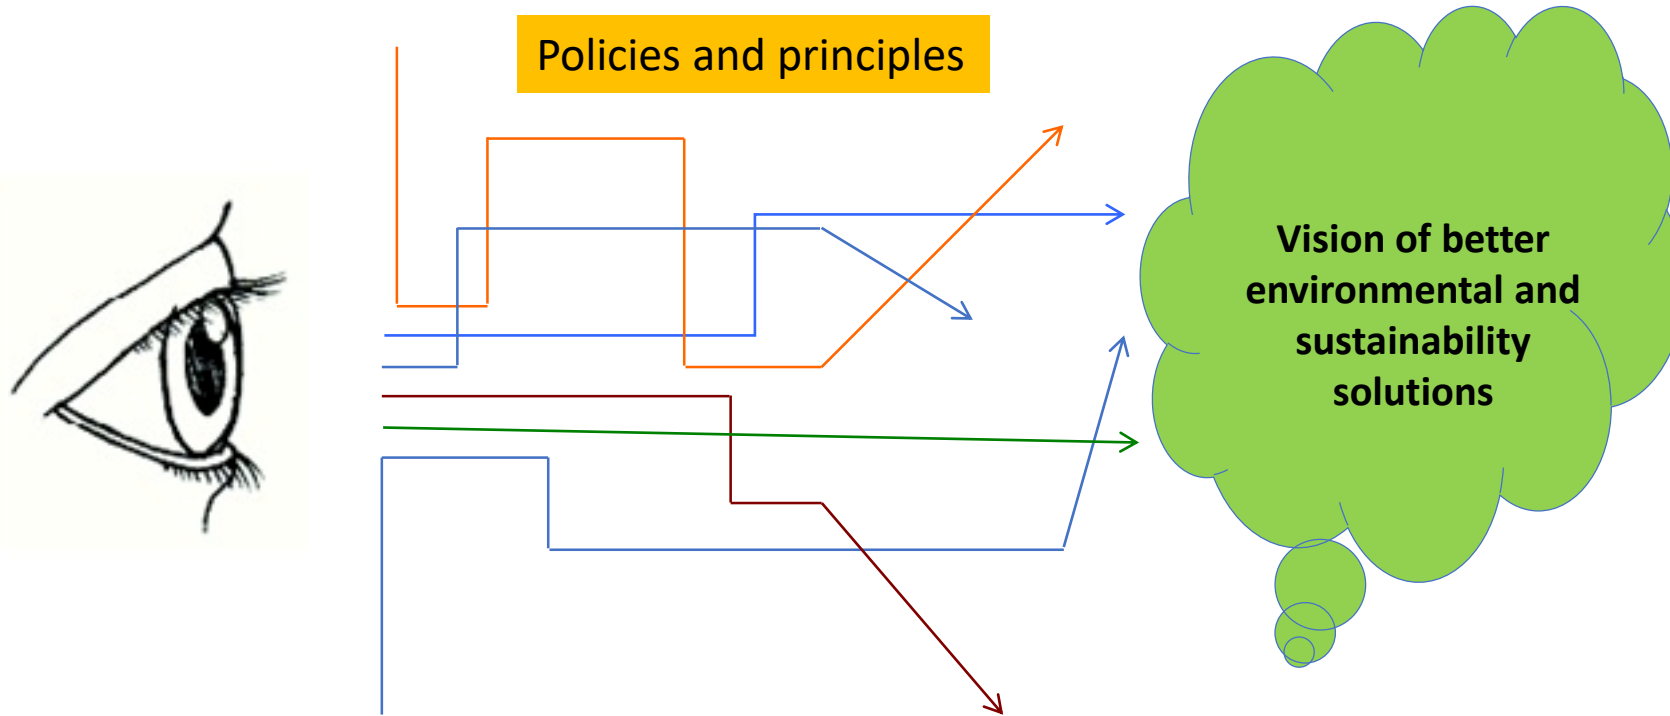 Policies and principles
Vision of better
environmental and
sustainability
solutions